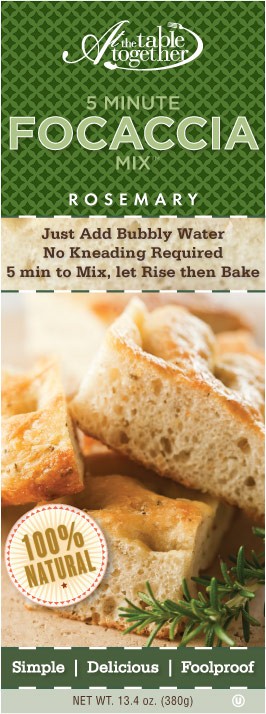 At the table
together
5 MINUTE
FOCACCIA
MIX
ROSEMARY
Just Add Bubbly Water
No Kneading Required
5 min to Mix, let Rise then Bake
100%
NATURAL
Simple | Delicious | Foolproof
NET WT. 13.4 oz. (380g)
U